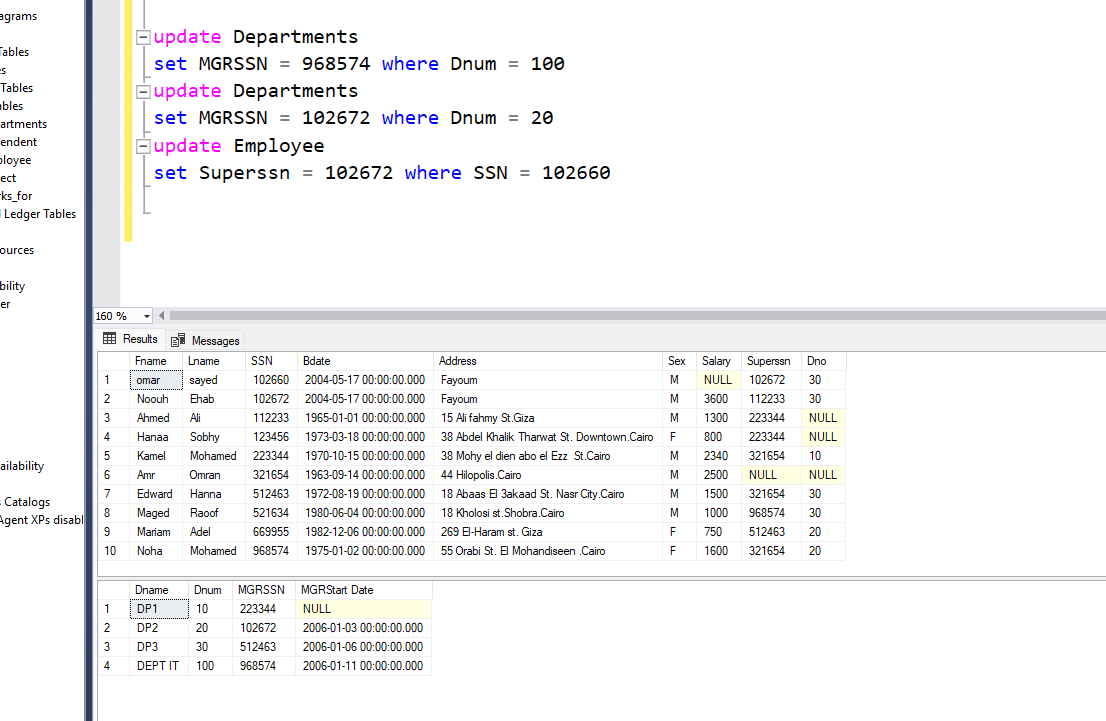 agrams
Tables
es
Tables
ables
artments
endent
ployee
ect
rks_for
Ledger Tables
ources
bility
er
ailability
Catalogs
Agent XPs disabl
update Departments
set MGRSSN = 968574 where Dnum = 100
update Departments
set MGRSSN = 102672 where Dnum = 20
update Employee
set Superssn = 102672 where SSN = 102660
160 %
Results Messages
Fname Lname SSN Bdate Address Sex Salary Superssn Dno
1 omar sayed 102660 2004-05-17 00:00:00.000 Fayoum M NULL 102672 30
2 Noouh Ehab 102672 2004-05-17 00:00:00.000 Fayoum M 3600 112233 30
3 Ahmed Ali 112233 1965-01-01 00:00:00.000 15 Ali fahmy St.Giza M 1300 223344 NULL
4 Hanaa Sobhy 123456 1973-03-18 00:00:00.000 38 Abdel Khalik Tharwat St. Downtown.Cairo F 800 223344 NULL
5 Kamel Mohamed 223344 1970-10-15 00:00:00.000 38 Mohy el dien abo el Ezz St.Cairo M 2340 321654 10
6 Amr Omran 321654 1963-09-14 00:00:00.000 44 Hilopolis.Cairo M 2500 NULL NULL
7 Edward Hanna 512463 1972-08-19 00:00:00.000 18 Abaas El 3akaad St. Nasr City.Cairo M 1500 321654 30
8 Maged Raoof 521634 1980-06-04 00:00:00.000 18 Kholosi st.Shobra.Cairo M 1000 968574 30
9 Mariam Adel 669955 1982-12-06 00:00:00.000 269 El-Haram st. Giza F 750 512463 20
10 Noha Mohamed 968574 1975-01-02 00:00:00.000 55 Orabi St. El Mohandiseen .Cairo F 1600 321654 20
Dname Dnum MGRSSN MGRStart Date
1 DP1 10 223344 NULL
2 DP2 20 102672 2006-01-03 00:00:00.000
3 DP3 30 512463 2006-01-06 00:00:00.000
4 DEPT IT 100 968574 2006-01-11 00:00:00.000